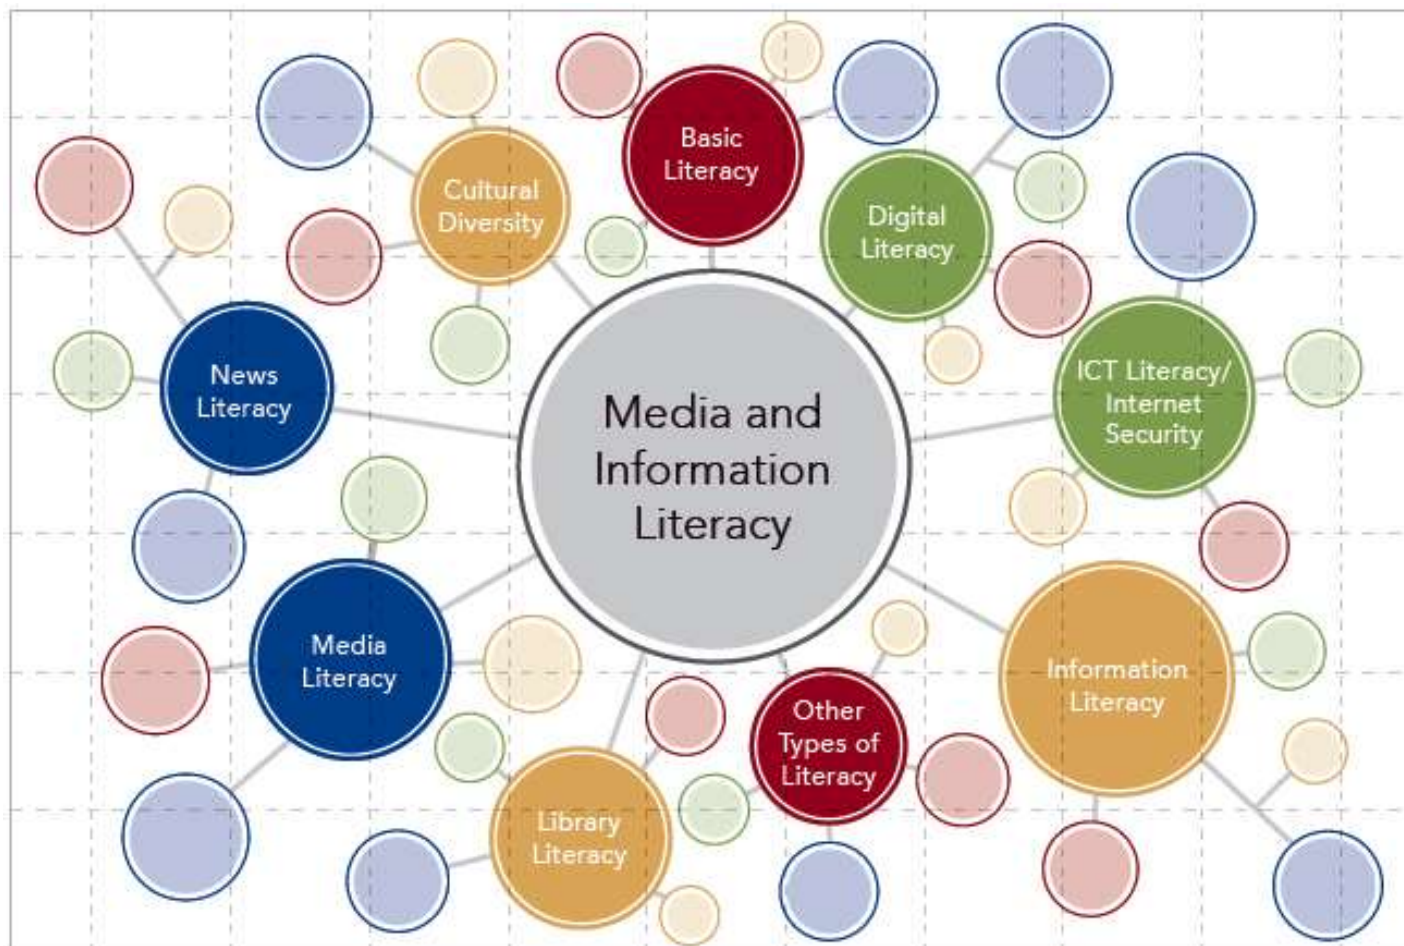 Basic
Literacy
Cultural
Diversity
Digital
Literacy
News
Literacy
ICT Literacy/
Internet
Security
Media and
Information
Literacy
Media
Literacy
Information
Literacy
Other
Types of
Literacy
Library
Literacy